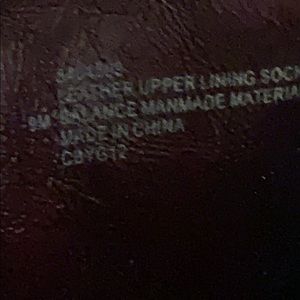 LEATHER UPPER LINING SOCK
9M BALANCE MANMADE MATERIA
MADE IN CHINA